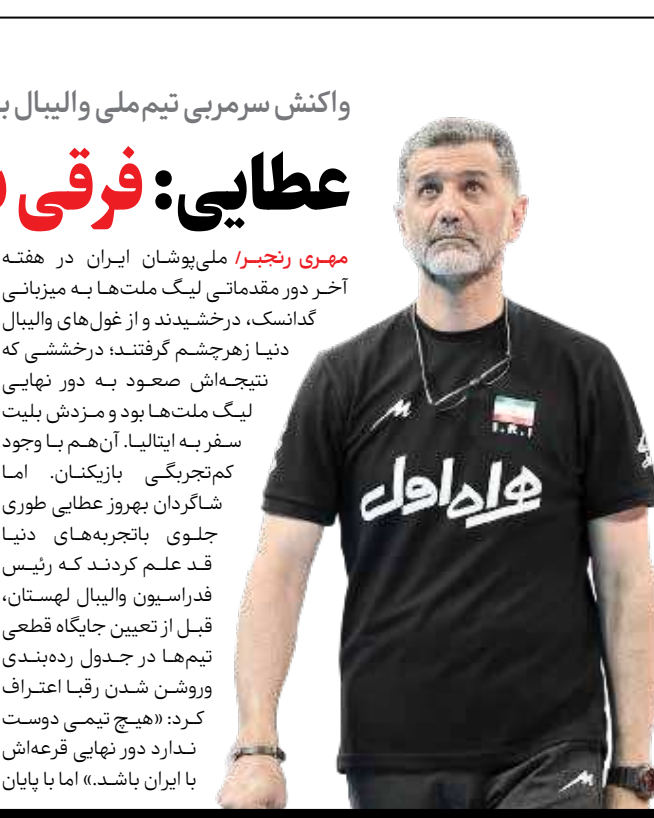 واکنش سرمربی تیم‌ملی والیبال
عطایی: فرقی
مهری رنجبر/ ملی‌پوشان ایران در هفته
آخر دور مقدماتی لیگ ملت‌ها به میزبانی
گدانسک، درخشیدند و از غول‌های والیبال
دنیا زهرچشم گرفتند؛ درخششی که
نتیجه‌اش صعود به دور نهایی
لیگ ملت‌ها بود و مزدش بلیت
سفر به ایتالیا. آن‌هم با وجود
کم‌تجربگی بازیکنان. اما
شاگردان بهروز عطایی طوری
جلوی باتجربه‌های دنیا
قد علم کردند که رئیس
فدراسیون والیبال لهستان،
قبل از تعیین جایگاه قطعی
تیم‌ها در جدول رده‌بندی
وروشن شدن رقبا اعتراف
کرد: «هیچ تیمی دوست
ندارد دور نهایی قرعه‌اش
با ایران باشد.» اما با پایان
I.R.I
همراه اول